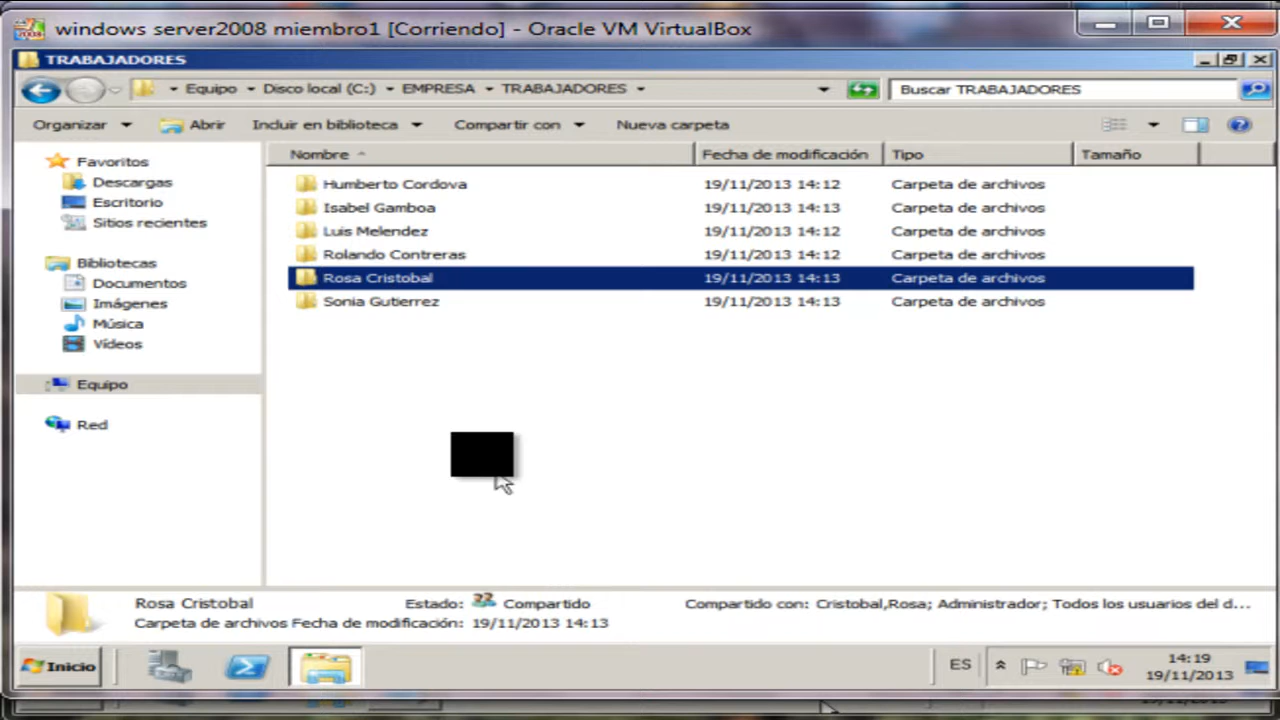 windows server2008 miembro1 [Corriendo] - Oracle VM VirtualBox
TRABAJADORES
Equipo Disco local (C:) EMPRESA TRABAJADORES Buscar TRABAJADORES
Organizar Abrir Incluir en biblioteca Compartir con Nueva carpeta
Nombre Fecha de modificación Tipo Tamaño
Favoritos
Descargas
Escritorio
Sitios recientes
Bibliotecas
Documentos
Imágenes
Música
Vídeos
Equipo
Red
Humberto Cordova 19/11/2013 14:12 Carpeta de archivos
Isabel Gamboa 19/11/2013 14:13 Carpeta de archivos
Luis Melendez 19/11/2013 14:12 Carpeta de archivos
Rolando Contreras 19/11/2013 14:12 Carpeta de archivos
Rosa Cristobal 19/11/2013 14:13 Carpeta de archivos
Sonia Gutierrez 19/11/2013 14:13 Carpeta de archivos
Rosa Cristobal Estado: Compartido Compartido con: Cristobal,Rosa; Administrador; Todos los usuarios del d...
Carpeta de archivos Fecha de modificación: 19/11/2013 14:13
Inicio ES 14:19
19/11/2013